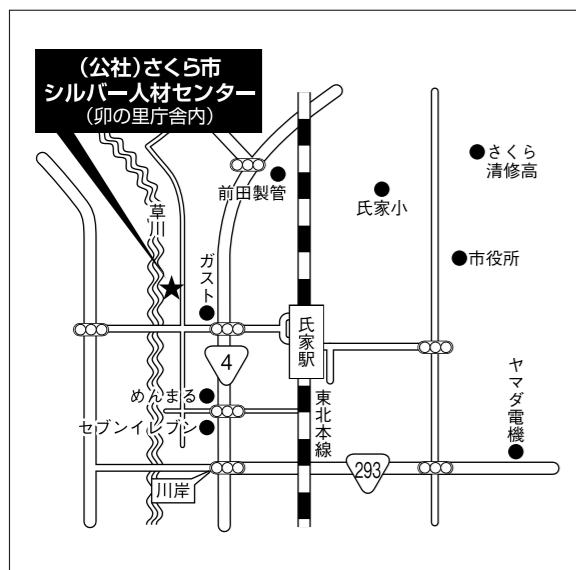 （公社）さくら市
シルバー人材センター
（卯の里庁舎内）
さくら
清修高
前田製管
氏家小
草川
市役所
ガスト
氏家駅
4
ヤマダ電機
めんまる
東北本線
セブンイレブン
293
川岸